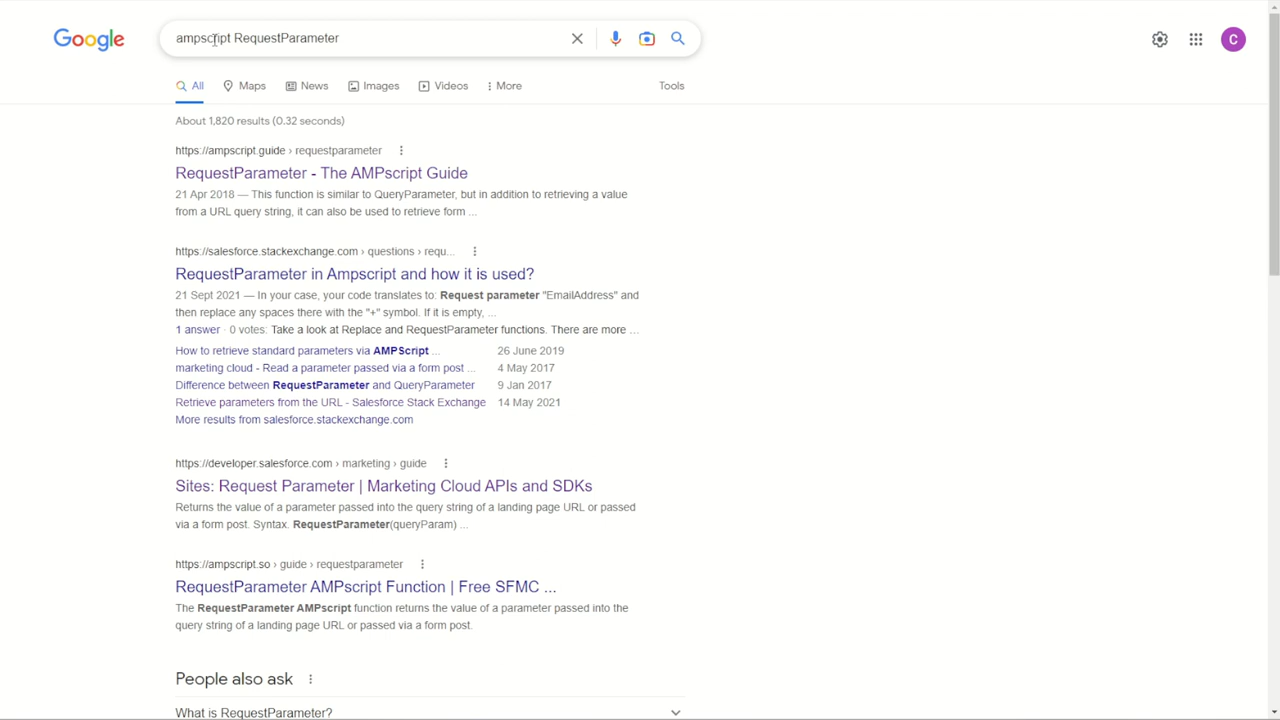 Google
ampscript RequestParameter
C
All
Maps
News
Images
Videos
More
Tools
About 1,820 results (0.32 seconds)
https://ampscript.guide › requestparameter
RequestParameter - The AMPscript Guide
21 Apr 2018 — This function is similar to QueryParameter, but in addition to retrieving a value
from a URL query string, it can also be used to retrieve form ...
https://salesforce.stackexchange.com › questions › requ...
RequestParameter in Ampscript and how it is used?
21 Sept 2021 — In your case, your code translates to: Request parameter "EmailAddress" and
then replace any spaces there with the "+" symbol. If it is empty, ...
1 answer · 0 votes: Take a look at Replace and RequestParameter functions. There are more ...
How to retrieve standard parameters via AMPScript ... 26 June 2019
marketing cloud - Read a parameter passed via a form post ... 4 May 2017
Difference between RequestParameter and QueryParameter 9 Jan 2017
Retrieve parameters from the URL - Salesforce Stack Exchange 14 May 2021
More results from salesforce.stackexchange.com
https://developer.salesforce.com › marketing › guide
Sites: Request Parameter | Marketing Cloud APIs and SDKs
Returns the value of a parameter passed into the query string of a landing page URL or passed
via a form post. Syntax. RequestParameter(queryParam) ...
https://ampscript.so › guide › requestparameter
RequestParameter AMPscript Function | Free SFMC ...
The RequestParameter AMPscript function returns the value of a parameter passed into the
query string of a landing page URL or passed via a form post.
People also ask
What is RequestParameter?